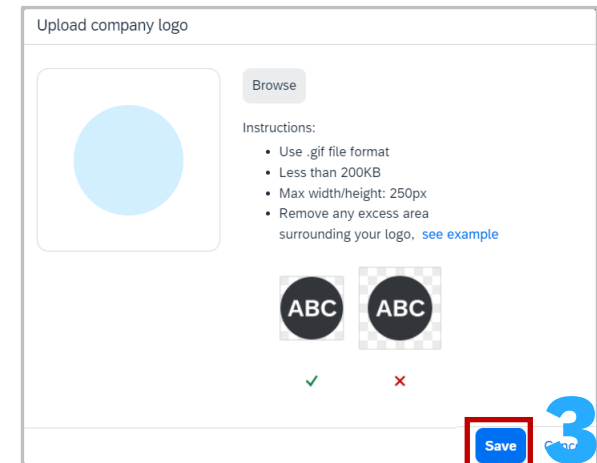 Upload company logo
Browse
Instructions:
• Use .gif file format
• Less than 200KB
• Max width/height: 250px
• Remove any excess area
surrounding your logo, see example
ABC ABC
Save
3